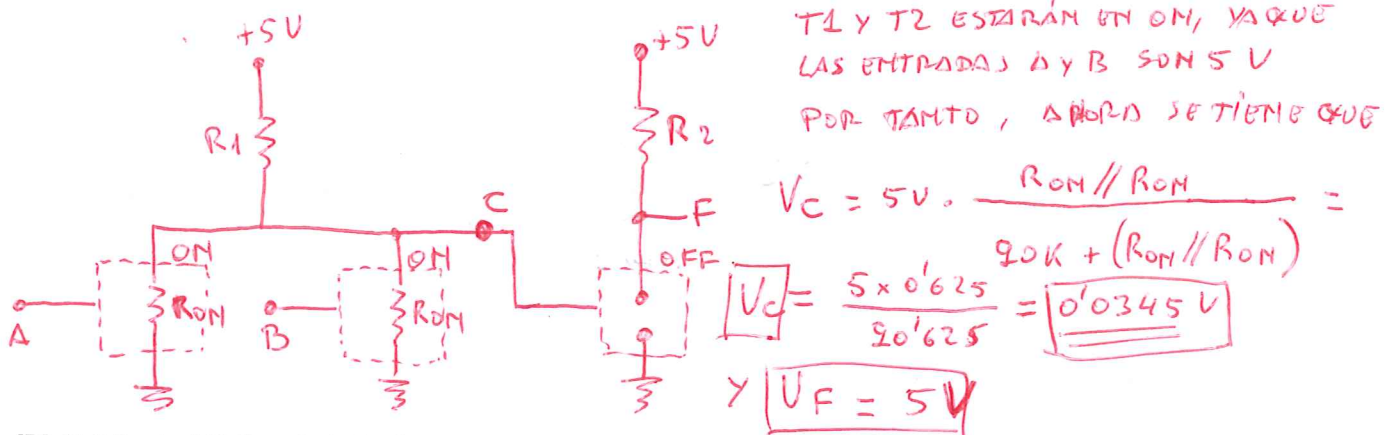 +5V
R1
ON
RON
A
ON
RON
B
C
+5V
R2
F
OFF
T1 Y T2 ESTARÁN EN ON, YA QUE
LAS ENTRADAS A y B SON 5 V
POR TANTO, AHORA SE TIENE QUE
VC = 5V. RON//RON / 90K + (RON//RON) =
VC = 5 x 0'625 / 90'625 = 0'0345 V
Y VF = 5V